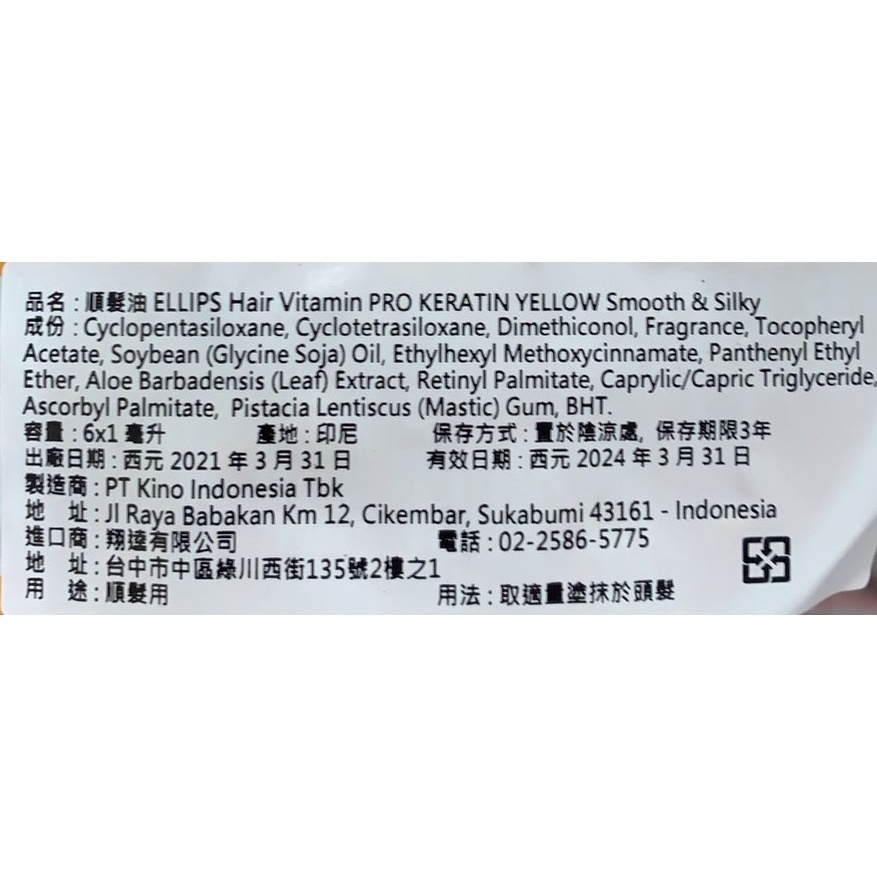 品名：順髮油 ELLIPS Hair Vitamin PRO KERATIN YELLOW Smooth & Silky
成份：Cyclopentasiloxane, Cyclotetrasiloxane, Dimethiconol, Fragrance, Tocopheryl
Acetate, Soybean (Glycine Soja) Oil, Ethylhexyl Methoxycinnamate, Panthenyl Ethyl
Ether, Aloe Barbadensis (Leaf) Extract, Retinyl Palmitate, Caprylic/Capric Triglyceride,
Ascorbyl Palmitate, Pistacia Lentiscus (Mastic) Gum, BHT.
容量：6x1 毫升 產地：印尼 保存方式：置於陰涼處, 保存期限3年
出廠日期：西元 2021 年 3 月 31 日 有效日期：西元 2024 年 3 月 31 日
製造商：PT Kino Indonesia Tbk
地 址：Jl Raya Babakan Km 12, Cikembar, Sukabumi 43161 - Indonesia
進口商：翔達有限公司 電話：02-2586-5775
地 址：台中市中區綠川西街135號2樓之1
用 途：順髮用 用法：取適量塗抹於頭髮